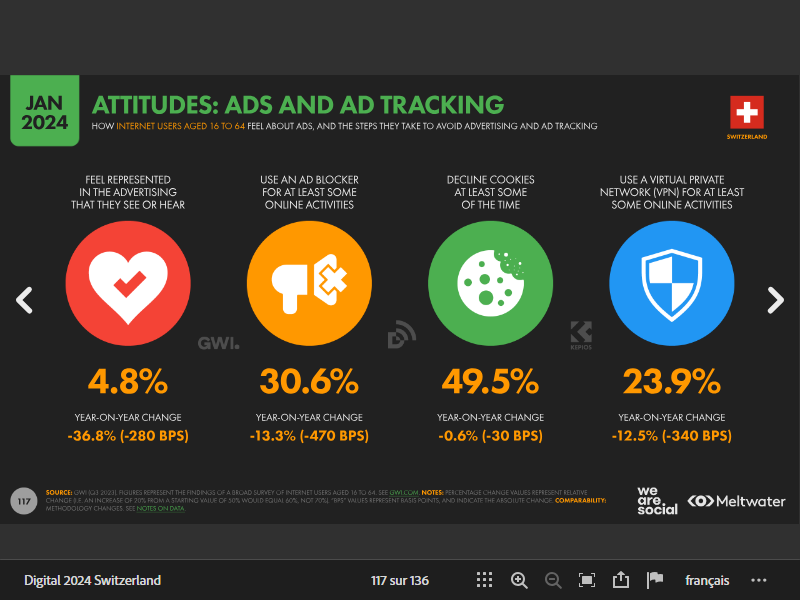 JAN
2024
ATTITUDES: ADS AND AD TRACKING
HOW INTERNET USERS AGED 16 TO 64 FEEL ABOUT ADS, AND THE STEPS THEY TAKE TO AVOID ADVERTISING AND AD TRACKING
SWITZERLAND
FEEL REPRESENTED
IN THE ADVERTISING
THAT THEY SEE OR HEAR
USE AN AD BLOCKER
FOR AT LEAST SOME
ONLINE ACTIVITIES
DECLINE COOKIES
AT LEAST SOME
OF THE TIME
USE A VIRTUAL PRIVATE
NETWORK (VPN) FOR AT LEAST
SOME ONLINE ACTIVITIES
GWI.
KEPIOS
4.8%
30.6%
49.5%
23.9%
YEAR-ON-YEAR CHANGE
-36.8% (-280 BPS)
YEAR-ON-YEAR CHANGE
-13.3% (-470 BPS)
YEAR-ON-YEAR CHANGE
-0.6% (-30 BPS)
YEAR-ON-YEAR CHANGE
-12.5% (-340 BPS)
117
SOURCE: GWI (Q3 2023). FIGURES REPRESENT THE FINDINGS OF A BROAD SURVEY OF INTERNET USERS AGED 16 TO 64. SEE GWI.COM. NOTES: PERCENTAGE CHANGE VALUES REPRESENT RELATIVE
CHANGE (I.E. AN INCREASE OF 20% FROM A STARTING VALUE OF 50% WOULD EQUAL 60%, NOT 70%). "BPS" VALUES REPRESENT BASIS POINTS, AND INDICATE THE ABSOLUTE CHANGE. COMPARABILITY:
METHODOLOGY CHANGES. SEE NOTES ON DATA.
we
are.
social
Meltwater
Digital 2024 Switzerland
117 sur 136
français